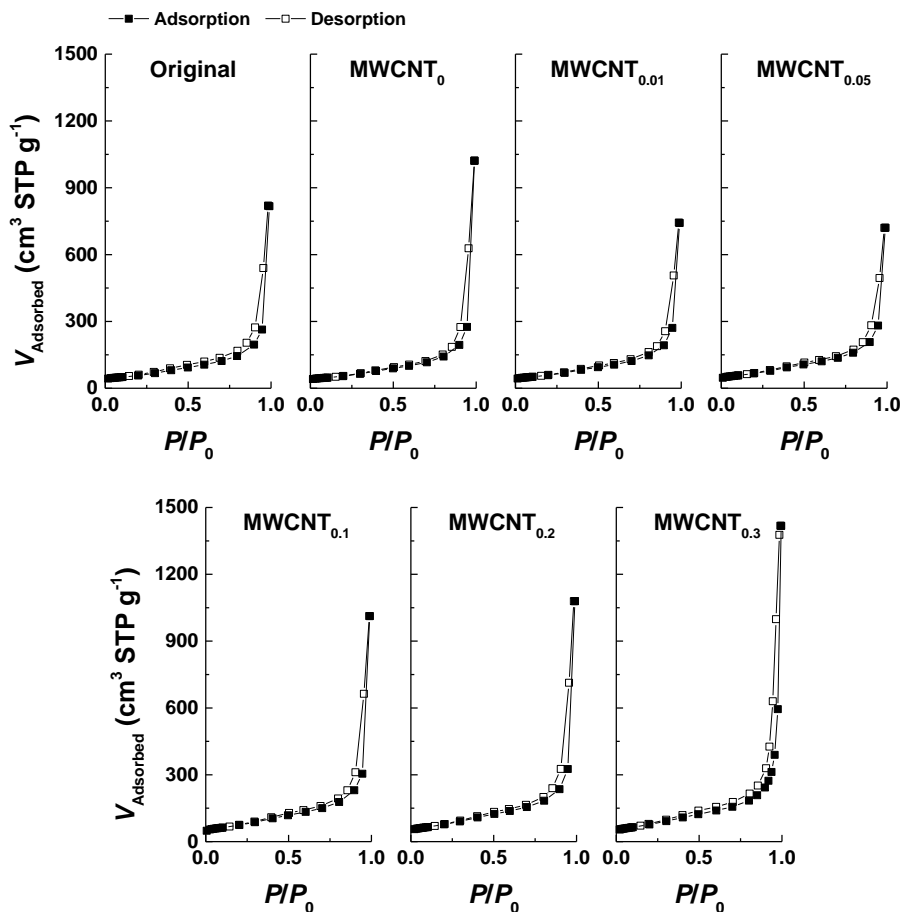 Adsorption Desorption
Original MWCNT₀ MWCNT₀.₀₁ MWCNT₀.₀₅
V Adsorbed (cm³ STP g⁻¹)
1500
1200
900
600
300
0
0.0 0.5 1.0 0.0 0.5 1.0 0.0 0.5 1.0 0.0 0.5 1.0
P/P₀ P/P₀ P/P₀ P/P₀
MWCNT₀.₁ MWCNT₀.₂ MWCNT₀.₃
V Adsorbed (cm³ STP g⁻¹)
1500
1200
900
600
300
0
0.0 0.5 1.0 0.0 0.5 1.0 0.0 0.5 1.0
P/P₀ P/P₀ P/P₀